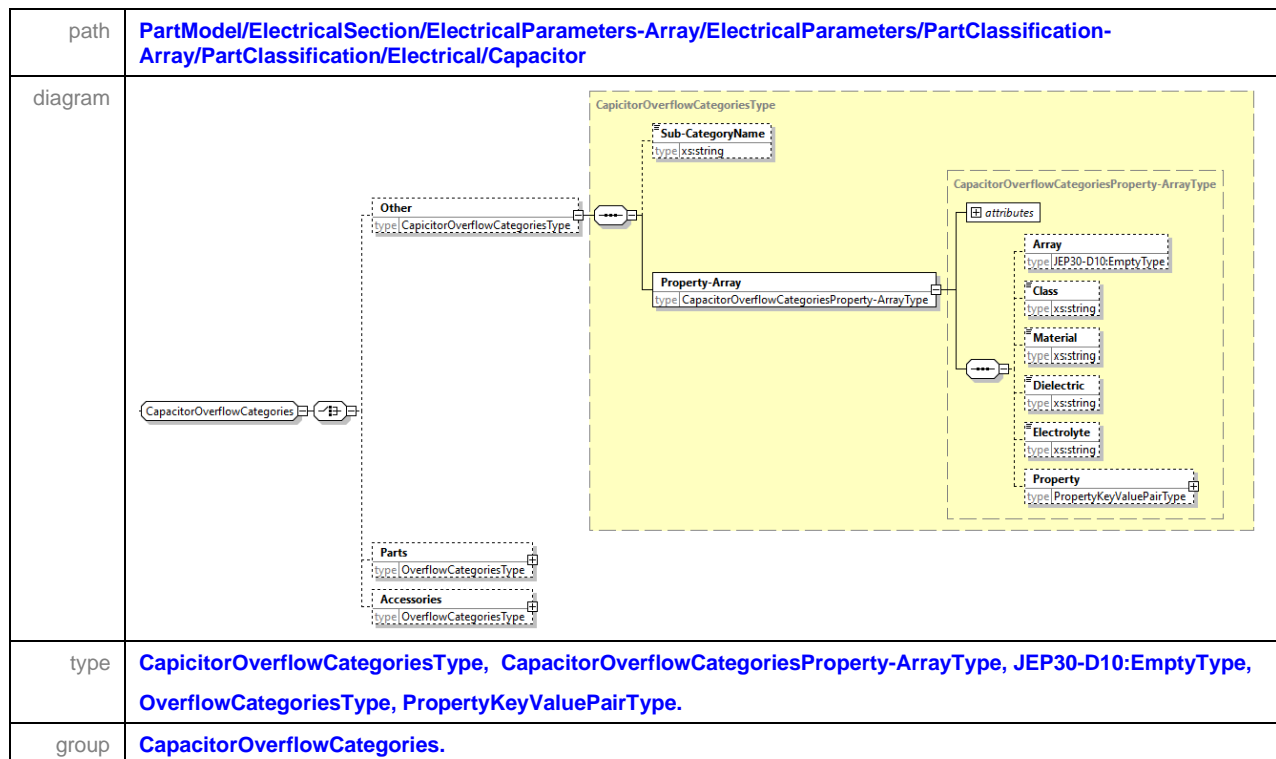 path
PartModel/ElectricalSection/ElectricalParameters-Array/ElectricalParameters/PartClassification-
Array/PartClassification/Electrical/Capacitor
diagram
CapicitorOverflowCategoriesType
Sub-CategoryName
type xs:string
CapacitorOverflowCategoriesProperty-ArrayType
Other
type CapicitorOverflowCategoriesType
attributes
Array
type JEP30-D10:EmptyType
Property-Array
type CapacitorOverflowCategoriesProperty-ArrayType
Class
type xs:string
Material
type xs:string
Dielectric
type xs:string
CapacitorOverflowCategories
Electrolyte
type xs:string
Property
type PropertyKeyValuePairType
Parts
type OverflowCategoriesType
Accessories
type OverflowCategoriesType
type
CapicitorOverflowCategoriesType, CapacitorOverflowCategoriesProperty-ArrayType, JEP30-D10:EmptyType,
OverflowCategoriesType, PropertyKeyValuePairType.
group
CapacitorOverflowCategories.